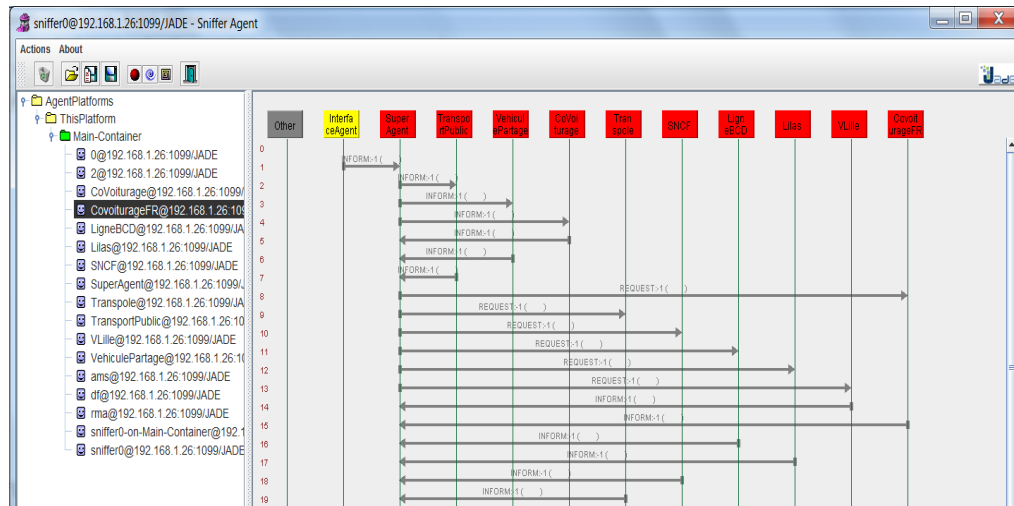 sniffer0@192.168.1.26:1099/JADE - Sniffer Agent
Actions About
AgentPlatforms
ThisPlatform
Main-Container
0@192.168.1.26:1099/JADE
2@192.168.1.26:1099/JADE
CoVoiturage@192.168.1.26:1099/
CovoiturageFR@192.168.1.26:109
LigneBCD@192.168.1.26:1099/JA
Lilas@192.168.1.26:1099/JADE
SNCF@192.168.1.26:1099/JADE
SuperAgent@192.168.1.26:1099/J
Transpole@192.168.1.26:1099/JA
TransportPublic@192.168.1.26:10
VLille@192.168.1.26:1099/JADE
VehiculePartage@192.168.1.26:10
ams@192.168.1.26:1099/JADE
df@192.168.1.26:1099/JADE
rma@192.168.1.26:1099/JADE
sniffer0-on-Main-Container@192.1
sniffer0@192.168.1.26:1099/JADE
Other
Interfa
ceAgent
Super
Agent
Transpo
rtPublic
Vehicul
ePartage
CoVoi
turage
Tran
spole
SNCF
Lign
eBCD
Lilas
VLille
Covoit
urageFR
0
1 INFORM:-1 ( )
2 INFORM:-1 ( )
3 INFORM:-1 ( )
4 INFORM:-1 ( )
5 INFORM:-1 ( )
6 INFORM:-1 ( )
7 INFORM:-1 ( )
8 REQUEST:-1 ( )
9 REQUEST:-1 ( )
10 REQUEST:-1 ( )
11 REQUEST:-1 ( )
12 REQUEST:-1 ( )
13 REQUEST:-1 ( )
14 INFORM:-1 ( )
15 INFORM:-1 ( )
16 INFORM:-1 ( )
17 INFORM:-1 ( )
18 INFORM:-1 ( )
19 INFORM:-1 ( )